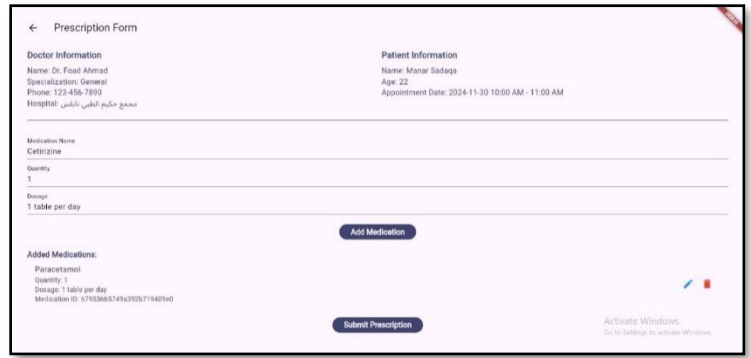 ← Prescription Form
Doctor Information
Name: Dr. Foad Ahmad
Specialization: General
Phone: 123-456-7890
Hospital: مجمع حكيم الطبي نابلس
Patient Information
Name: Manar Sadaqa
Age: 22
Appointment Date: 2024-11-30 10:00 AM - 11:00 AM
Medication Name
Cetirizine
Quantity
1
Dosage
1 table per day
Add Medication
Added Medications:
Paracetamol
Quantity: 1
Dosage: 1 table per day
Medication ID: 679536b5749a392b719409e0
Submit Prescription
Activate Windows
Go to Settings to activate Windows.